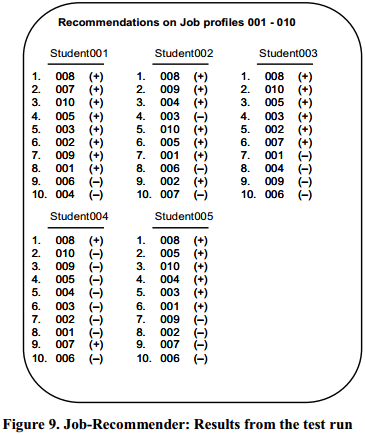 Recommendations on Job profiles 001 - 010
Student001 Student002 Student003
1. 008 (+) 1. 008 (+) 1. 008 (+)
2. 007 (+) 2. 009 (+) 2. 010 (+)
3. 010 (+) 3. 004 (+) 3. 005 (+)
4. 005 (+) 4. 003 (–) 4. 003 (+)
5. 003 (+) 5. 010 (+) 5. 002 (+)
6. 002 (+) 6. 005 (+) 6. 007 (+)
7. 009 (+) 7. 001 (+) 7. 001 (–)
8. 001 (+) 8. 006 (–) 8. 004 (–)
9. 006 (–) 9. 002 (+) 9. 009 (–)
10. 004 (–) 10. 007 (–) 10. 006 (–)
Student004 Student005
1. 008 (+) 1. 008 (+)
2. 010 (–) 2. 005 (+)
3. 009 (–) 3. 010 (+)
4. 005 (–) 4. 004 (+)
5. 004 (–) 5. 003 (+)
6. 003 (–) 6. 001 (+)
7. 002 (–) 7. 009 (–)
8. 001 (–) 8. 002 (–)
9. 007 (+) 9. 007 (–)
10. 006 (–) 10. 006 (–)
Figure 9. Job-Recommender: Results from the test run